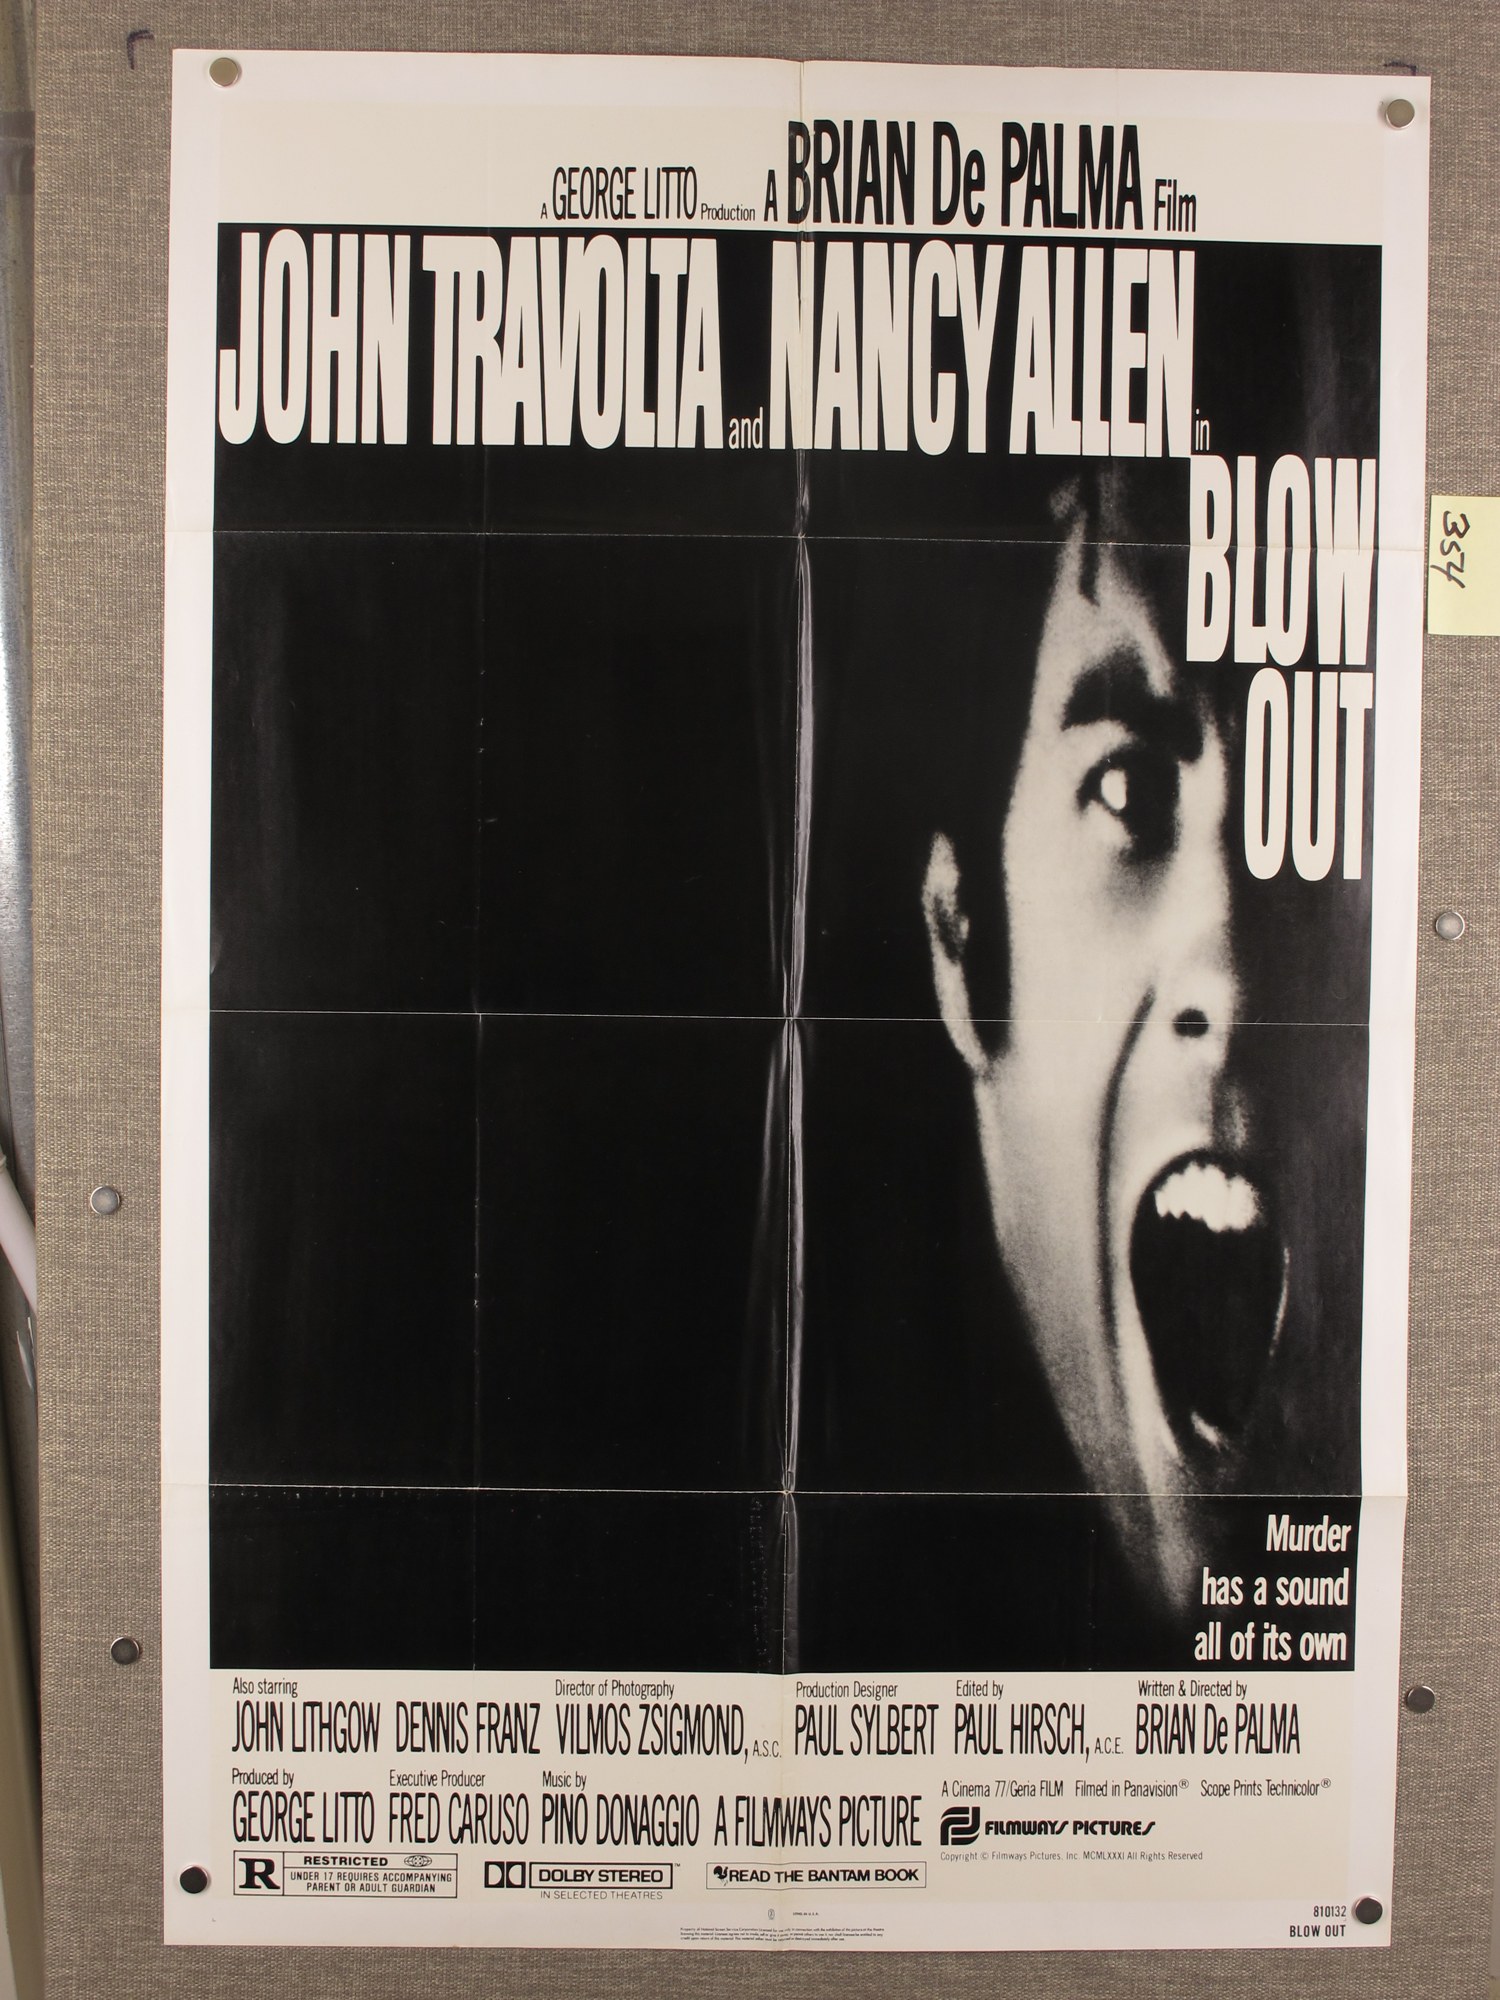 A GEORGE LITTO Production A BRIAN De PALMA Film
JOHN TRAVOLTA and NANCY ALLEN in
BLOW
OUT
354
Murder
has a sound
all of its own
Also starring
JOHN LITHGOW DENNIS FRANZ
Director of Photography
VILMOS ZSIGMOND, A.S.C.
Production Designer
PAUL SYLBERT
Edited by
PAUL HIRSCH, A.C.E.
Written & Directed by
BRIAN De PALMA
Produced by
GEORGE LITTO
Executive Producer
FRED CARUSO
Music by
PINO DONAGGIO
A FILMWAYS PICTURE
A Cinema 77/Geria FILM Filmed in Panavision® Scope Prints Technicolor®
FILMWAYS PICTURES
Copyright © Filmways Pictures, Inc. MCMLXXXI All Rights Reserved
R RESTRICTED
UNDER 17 REQUIRES ACCOMPANYING
PARENT OR ADULT GUARDIAN
DOLBY STEREO™
IN SELECTED THEATRES
READ THE BANTAM BOOK
810132
BLOW OUT